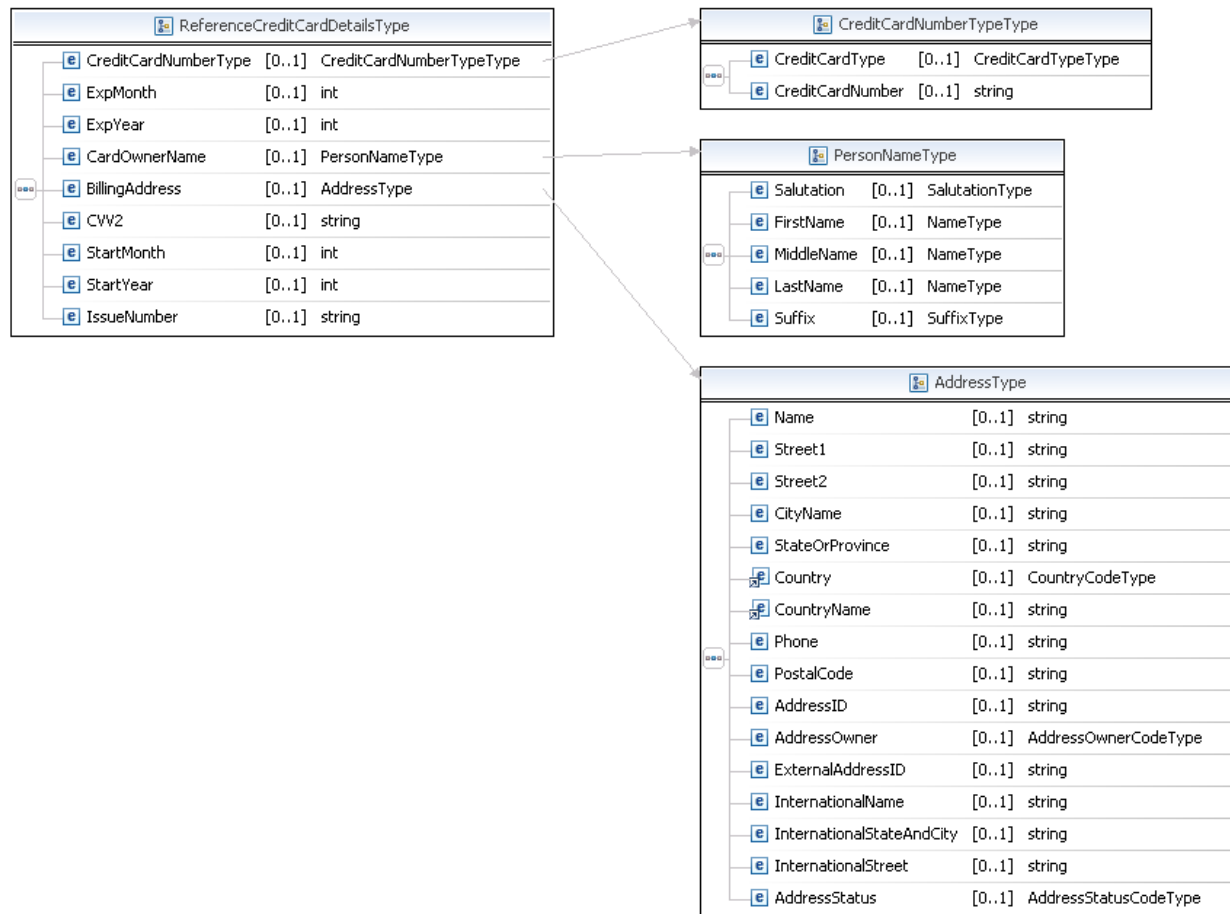 ReferenceCreditCardDetailsType
CreditCardNumberType [0..1] CreditCardNumberTypeType
ExpMonth [0..1] int
ExpYear [0..1] int
CardOwnerName [0..1] PersonNameType
BillingAddress [0..1] AddressType
CVV2 [0..1] string
StartMonth [0..1] int
StartYear [0..1] int
IssueNumber [0..1] string
CreditCardNumberTypeType
CreditCardType [0..1] CreditCardTypeType
CreditCardNumber [0..1] string
PersonNameType
Salutation [0..1] SalutationType
FirstName [0..1] NameType
MiddleName [0..1] NameType
LastName [0..1] NameType
Suffix [0..1] SuffixType
AddressType
Name [0..1] string
Street1 [0..1] string
Street2 [0..1] string
CityName [0..1] string
StateOrProvince [0..1] string
Country [0..1] CountryCodeType
CountryName [0..1] string
Phone [0..1] string
PostalCode [0..1] string
AddressID [0..1] string
AddressOwner [0..1] AddressOwnerCodeType
ExternalAddressID [0..1] string
InternationalName [0..1] string
InternationalStateAndCity [0..1] string
InternationalStreet [0..1] string
AddressStatus [0..1] AddressStatusCodeType